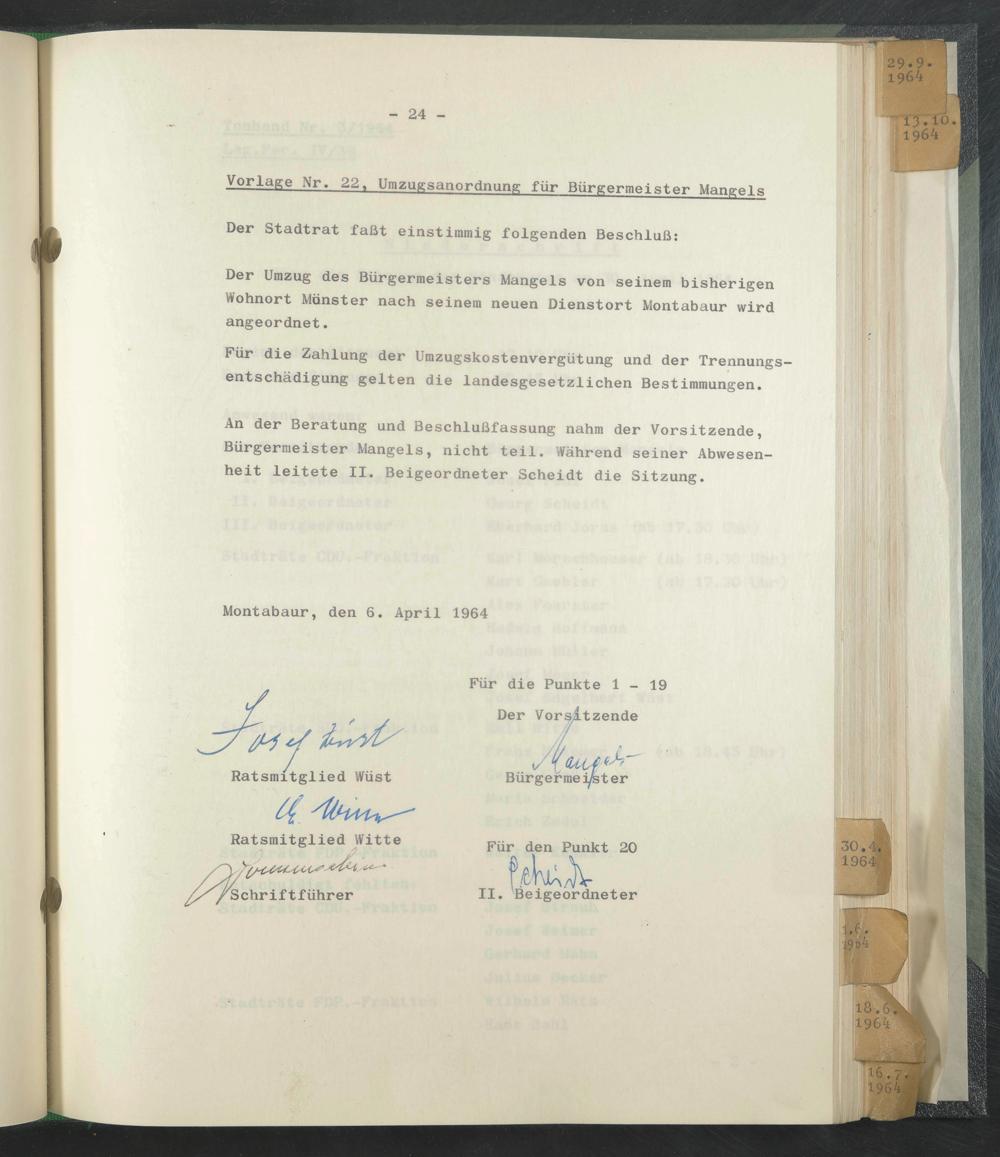 - 24 -
Vorlage Nr. 22, Umzugsanordnung für Bürgermeister Mangels
Der Stadtrat faßt einstimmig folgenden Beschluß:
Der Umzug des Bürgermeisters Mangels von seinem bisherigen
Wohnort Münster nach seinem neuen Dienstort Montabaur wird
angeordnet.
Für die Zahlung der Umzugskostenvergütung und der Trennungs-
entschädigung gelten die landesgesetzlichen Bestimmungen.
An der Beratung und Beschlußfassung nahm der Vorsitzende,
Bürgermeister Mangels, nicht teil. Während seiner Abwesen-
heit leitete II. Beigeordneter Scheidt die Sitzung.
Montabaur, den 6. April 1964
Für die Punkte 1 - 19
Der Vorsitzende
Josef Wüst
Mangels
Ratsmitglied Wüst
Bürgermeister
Ratsmitglied Witte
Für den Punkt 20
Scheidt
Schriftführer
II. Beigeordneter
29.9.
1964
13.10.
1964
30.4.
1964
1.6.
1964
18.6.
1964
16.7.
1964